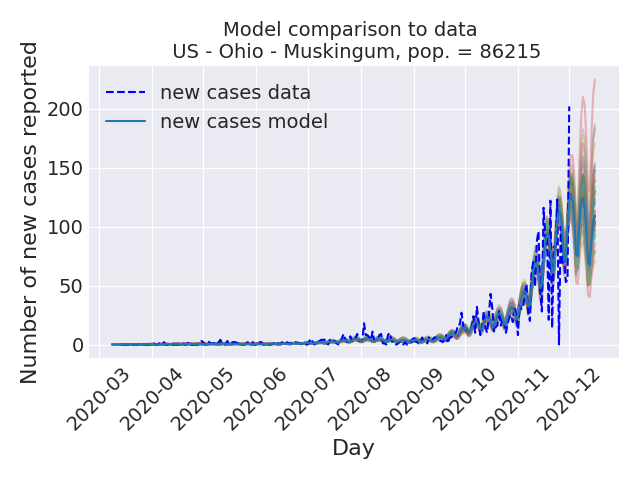 Model comparison to data
US - Ohio - Muskingum, pop. = 86215
Number of new cases reported
new cases data
new cases model
200
150
100
50
0
2020-03
2020-04
2020-05
2020-06
2020-07
2020-08
2020-09
2020-10
2020-11
2020-12
Day